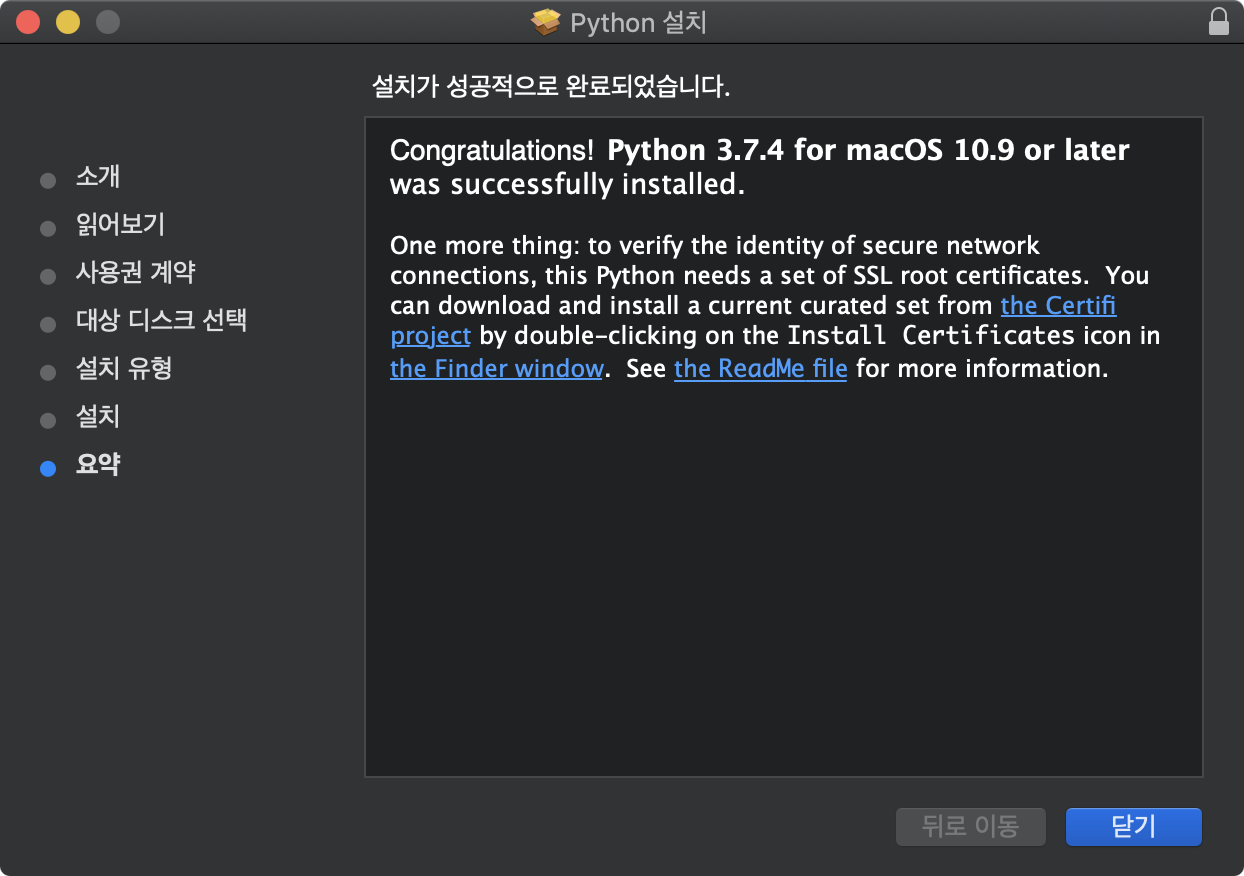 Python 설치
설치가 성공적으로 완료되었습니다.
소개
읽어보기
사용권 계약
대상 디스크 선택
설치 유형
설치
요약
Congratulations! Python 3.7.4 for macOS 10.9 or later
was successfully installed.
One more thing: to verify the identity of secure network
connections, this Python needs a set of SSL root certificates.  You
can download and install a current curated set from the Certifi
project by double-clicking on the Install Certificates icon in
the Finder window.  See the ReadMe file for more information.
뒤로 이동
닫기